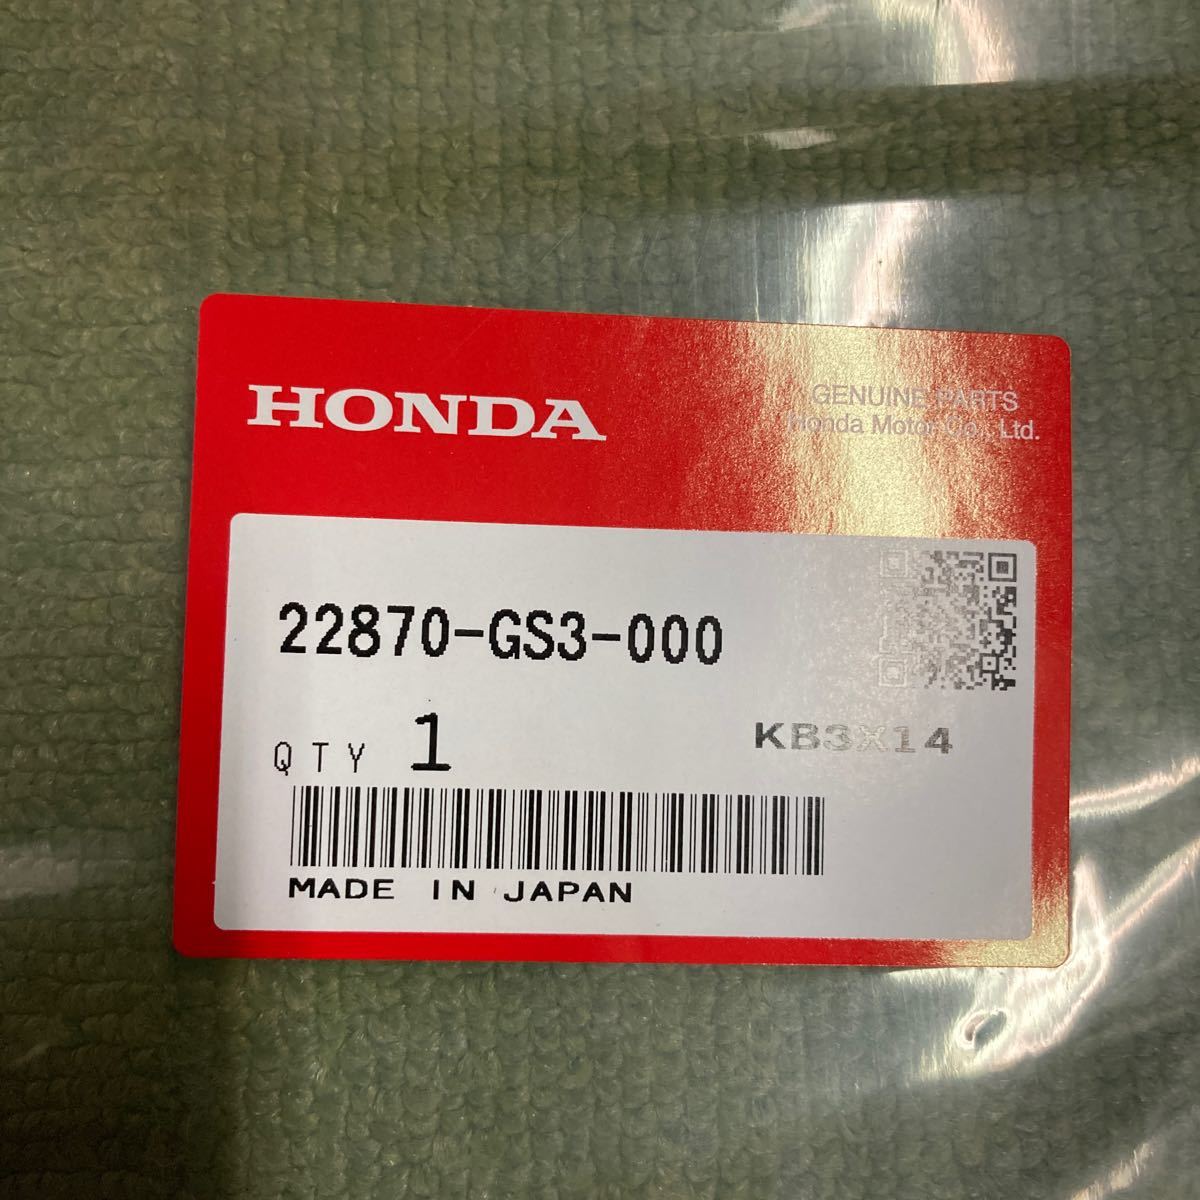 HONDA
GENUINE PARTS
Honda Motor Co., Ltd.
22870-GS3-000
QTY 1
KB3X14
MADE IN JAPAN